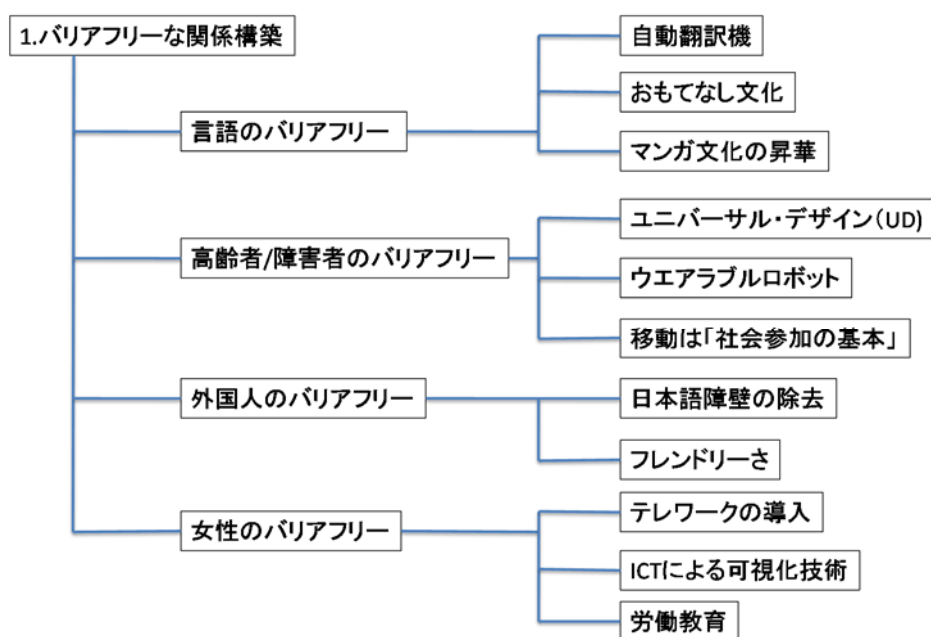 1.バリアフリーな関係構築
言語のバリアフリー
自動翻訳機
おもてなし文化
マンガ文化の昇華
高齢者/障害者のバリアフリー
ユニバーサル・デザイン(UD)
ウエアラブルロボット
移動は「社会参加の基本」
外国人のバリアフリー
日本語障壁の除去
フレンドリーさ
女性のバリアフリー
テレワークの導入
ICTによる可視化技術
労働教育